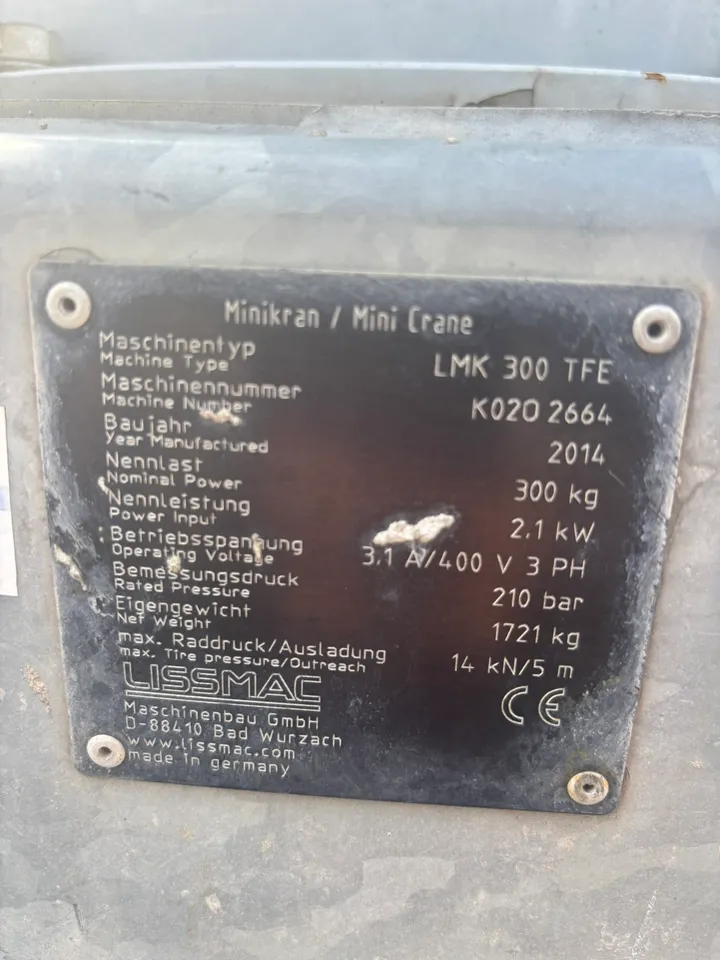 Minikran / Mini Crane
Maschinentyp
Machine Type
LMK 300 TFE
Maschinennummer
Machine Number
K020 2664
Baujahr
Year Manufactured
2014
Nennlast
Nominal Power
300 kg
Nennleistung
Power Input
2.1 kW
Betriebsspannung
Operating Voltage
3.1 A/400 V 3 PH
Bemessungsdruck
Rated Pressure
210 bar
Eigengewicht
Net Weight
1721 kg
max. Raddruck/Ausladung
max. Tire pressure/Outreach
14 kN/5 m
LISSMAC
CE
Maschinenbau GmbH
D-88410 Bad Wurzach
www.lissmac.com
made in germany